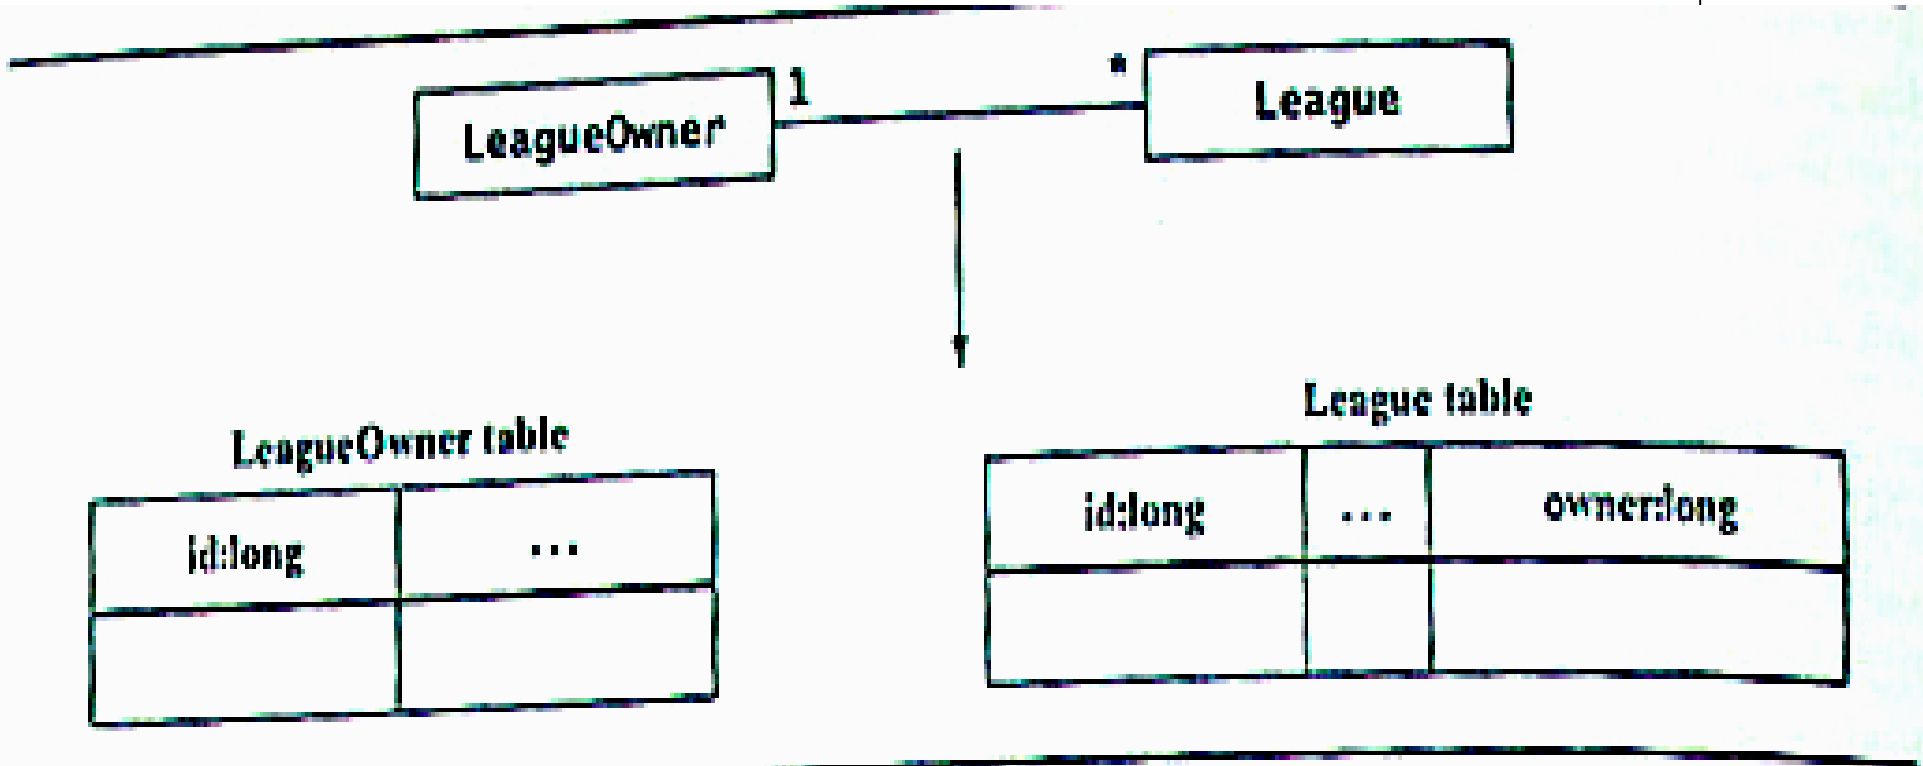 1
*
LeagueOwner
League
LeagueOwner table
League table
id:long
...
id:long
...
owner:long